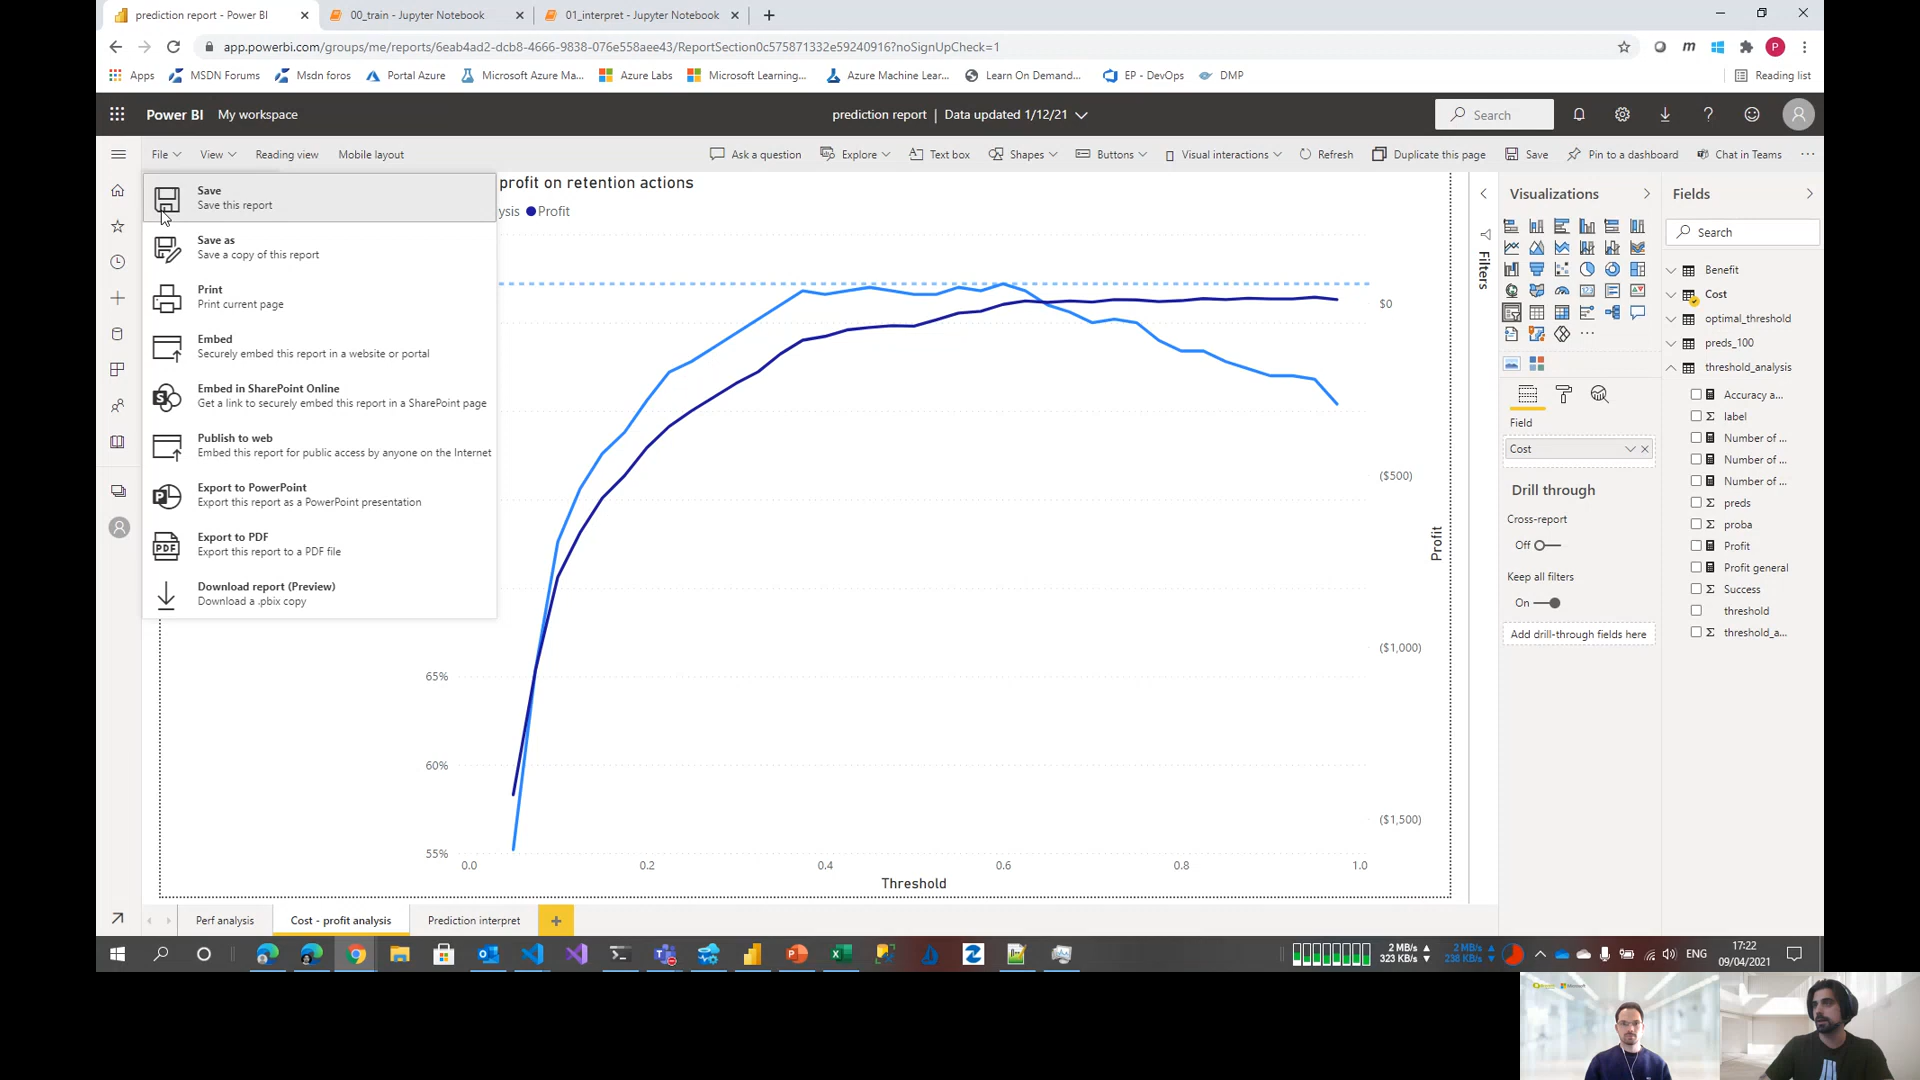 prediction report - Power BI
00_train - Jupyter Notebook
01_interpret - Jupyter Notebook
app.powerbi.com/groups/me/reports/6eab4ad2-dcb8-4666-9838-076e558aee43/ReportSection0c575871332e59240916?noSignUpCheck=1
P
Apps
MSDN Forums
Msdn foros
Portal Azure
Microsoft Azure Ma...
Azure Labs
Microsoft Learning...
Azure Machine Lear...
Learn On Demand...
EP - DevOps
DMP
Reading list
Power BI My workspace
prediction report | Data updated 1/12/21
Search
File
View
Reading view
Mobile layout
Ask a question
Explore
Text box
Shapes
Buttons
Visual interactions
Refresh
Duplicate this page
Save
Pin to a dashboard
Chat in Teams
Save
Save this report
Save as
Save a copy of this report
Print
Print current page
Embed
Securely embed this report in a website or portal
Embed in SharePoint Online
Get a link to securely embed this report in a SharePoint page
Publish to web
Embed this report for public access by anyone on the Internet
Export to PowerPoint
Export this report as a PowerPoint presentation
Export to PDF
Export this report to a PDF file
Download report (Preview)
Download a .pbix copy
profit on retention actions
ysis Profit
65%
60%
55%
0.0
0.2
0.4
0.6
0.8
1.0
Threshold
$0
($500)
($1,000)
($1,500)
Profit
Filters
Visualizations
Field
Cost
Drill through
Cross-report
Off
Keep all filters
On
Add drill-through fields here
Fields
Search
Benefit
Cost
optimal_threshold
preds_100
threshold_analysis
Accuracy a...
label
Number of ...
Number of ...
Number of ...
preds
proba
Profit
Profit general
Success
threshold
threshold_a...
Perf analysis
Cost - profit analysis
Prediction interpret
2 MB/s
323 KB/s
2 MB/s
238 KB/s
ENG
17:22
09/04/2021